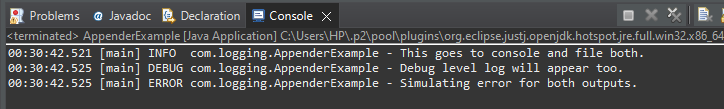 Problems Javadoc Declaration Console
<terminated> AppenderExample [Java Application] C:\Users\HP\.p2\pool\plugins\org.eclipse.justj.openjdk.hotspot.jre.full.win32.x86_64
00:30:42.521 [main] INFO  com.logging.AppenderExample - This goes to console and file both.
00:30:42.525 [main] DEBUG com.logging.AppenderExample - Debug level log will appear too.
00:30:42.525 [main] ERROR com.logging.AppenderExample - Simulating error for both outputs.